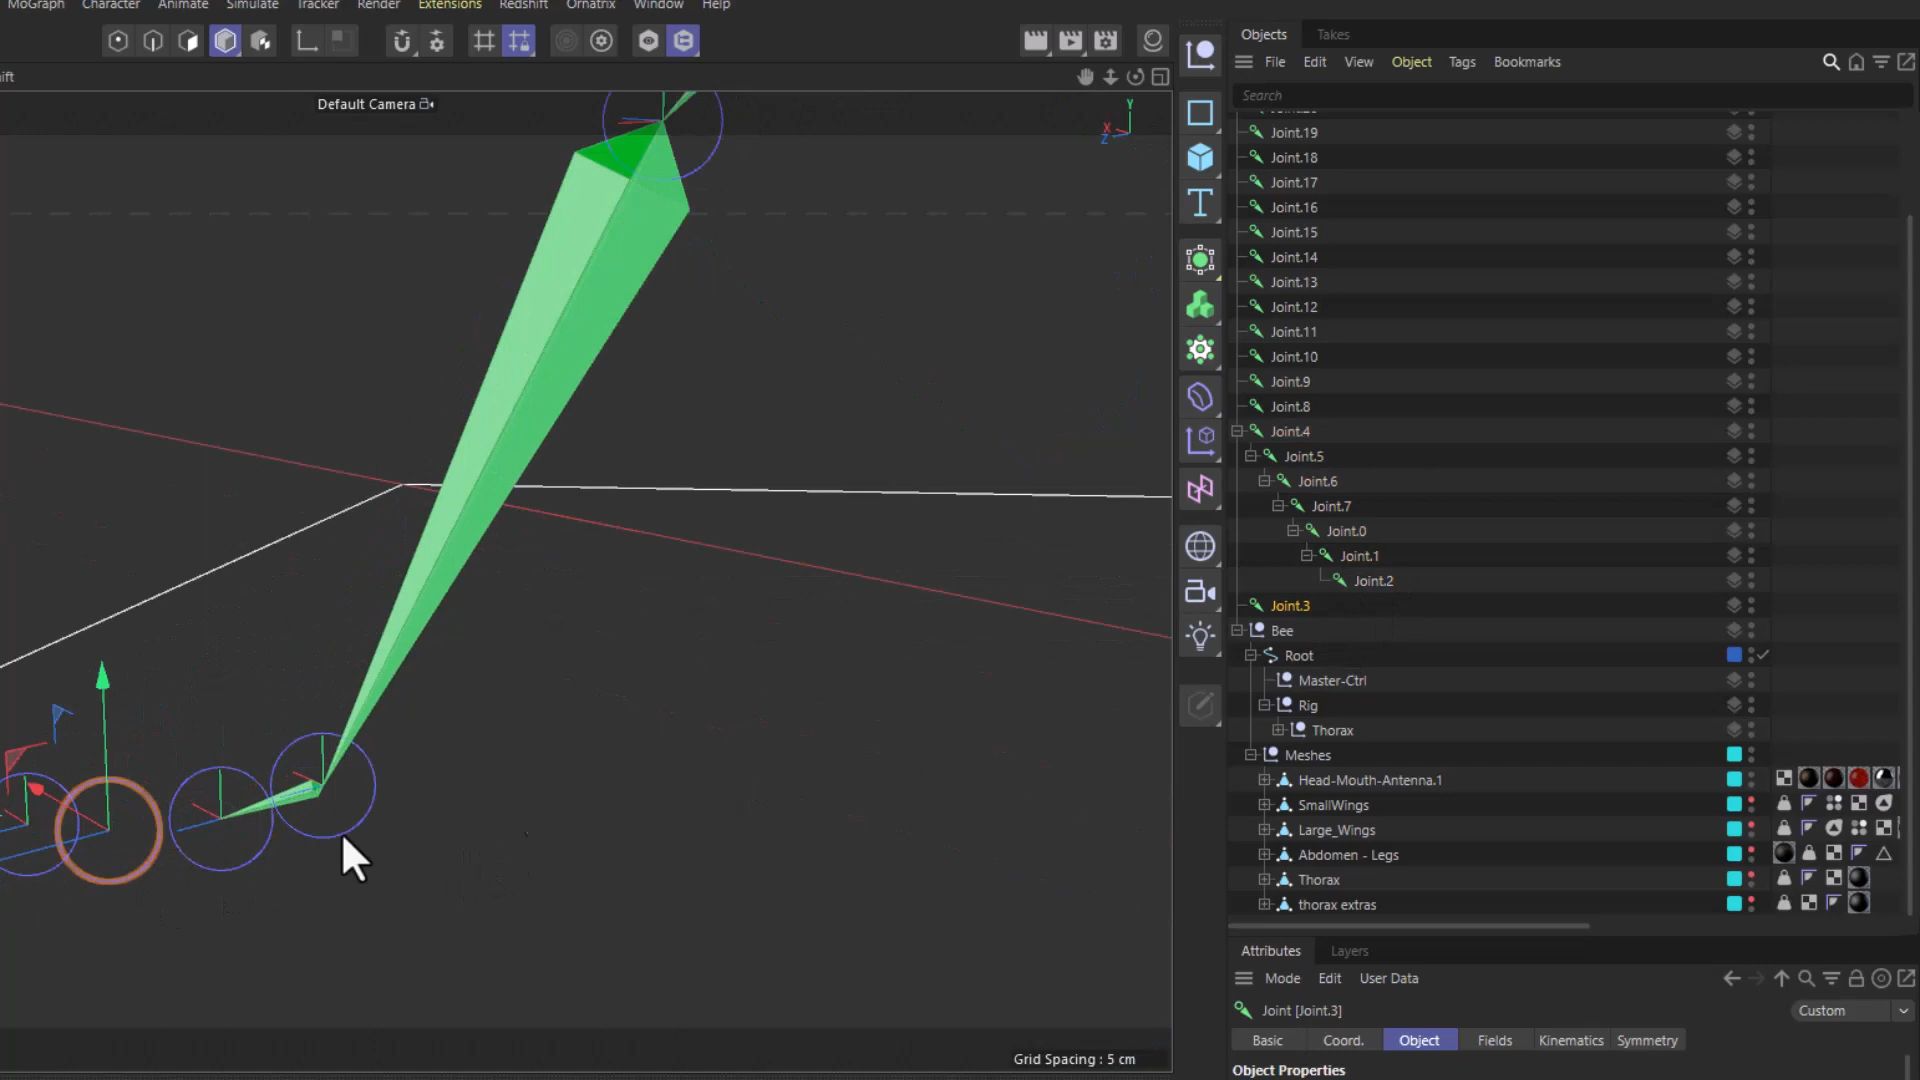 MoGraph Character Animate Simulate Tracker Render Extensions Redshift Ornatrix Window Help
Default Camera
Y
X
Z
Grid Spacing : 5 cm
T
Objects Takes
File Edit View Object Tags Bookmarks
Search
Joint.19
Joint.18
Joint.17
Joint.16
Joint.15
Joint.14
Joint.13
Joint.12
Joint.11
Joint.10
Joint.9
Joint.8
Joint.4
Joint.5
Joint.6
Joint.7
Joint.0
Joint.1
Joint.2
Joint.3
Bee
Root
Master-Ctrl
Rig
Thorax
Meshes
Head-Mouth-Antenna.1
SmallWings
Large_Wings
Abdomen - Legs
Thorax
thorax extras
Attributes Layers
Mode Edit User Data
Joint [Joint.3] Custom
Basic Coord. Object Fields Kinematics Symmetry
Object Properties